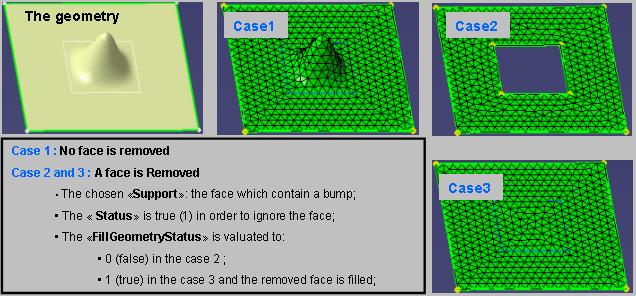 The geometry
Case1
Case2
Case 1 : No face is removed
Case 2 and 3 : A face is Removed
- The chosen «Support»: the face which contain a bump;
• The « Status» is true (1) in order to ignore the face;
• The «FillGeometryStatus» is valuated to:
• 0 (false) in the case 2 ;
• 1 (true) in the case 3 and the removed face is filled;
Case3